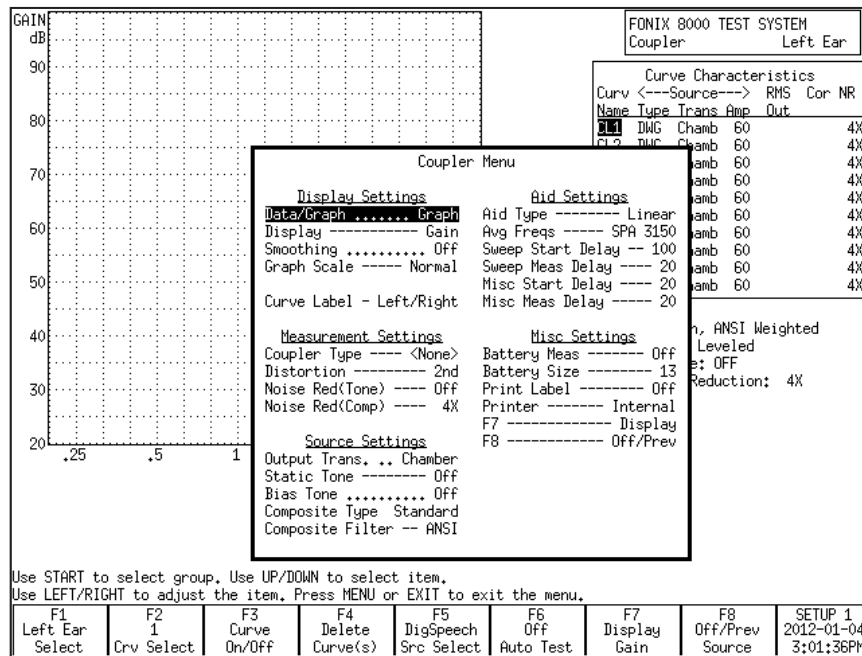 GAIN
dB
90
80
70
60
50
40
30
20
.25 .5 1
FONIX 8000 TEST SYSTEM
Coupler Left Ear
Curve Characteristics
Curv <---Source---> RMS Cor NR
Name Type Trans Amp Out
CL1 DWG Chamb 60 4X
CL2 DWG Chamb 60 4X
amb 60 4X
amb 60 4X
amb 60 4X
amb 60 4X
amb 60 4X
amb 60 4X
amb 60 4X
amb 60 4X
n, ANSI Weighted
Leveled
e: OFF
Reduction: 4X
Coupler Menu
Display Settings
Data/Graph ....... Graph
Display ----------- Gain
Smoothing .......... Off
Graph Scale ----- Normal
Curve Label - Left/Right
Measurement Settings
Coupler Type ---- <None>
Distortion --------- 2nd
Noise Red(Tone) ---- Off
Noise Red(Comp) ---- 4X
Source Settings
Output Trans. .. Chamber
Static Tone -------- Off
Bias Tone .......... Off
Composite Type Standard
Composite Filter -- ANSI
Aid Settings
Aid Type -------- Linear
Avg Freqs ----- SPA 3150
Sweep Start Delay -- 100
Sweep Meas Delay ---- 20
Misc Start Delay ---- 20
Misc Meas Delay ----- 20
Misc Settings
Battery Meas ------- Off
Battery Size -------- 13
Print Label -------- Off
Printer ------- Internal
F7 ------------- Display
F8 ------------ Off/Prev
Use START to select group. Use UP/DOWN to select item.
Use LEFT/RIGHT to adjust the item. Press MENU or EXIT to exit the menu.
F1 F2 F3 F4 F5 F6 F7 F8 SETUP 1
Left Ear 1 Curve Delete DigSpeech Off Display Off/Prev 2012-01-04
Select Crv Select On/Off Curve(s) Src Select Auto Test Gain Source 3:01:36PM